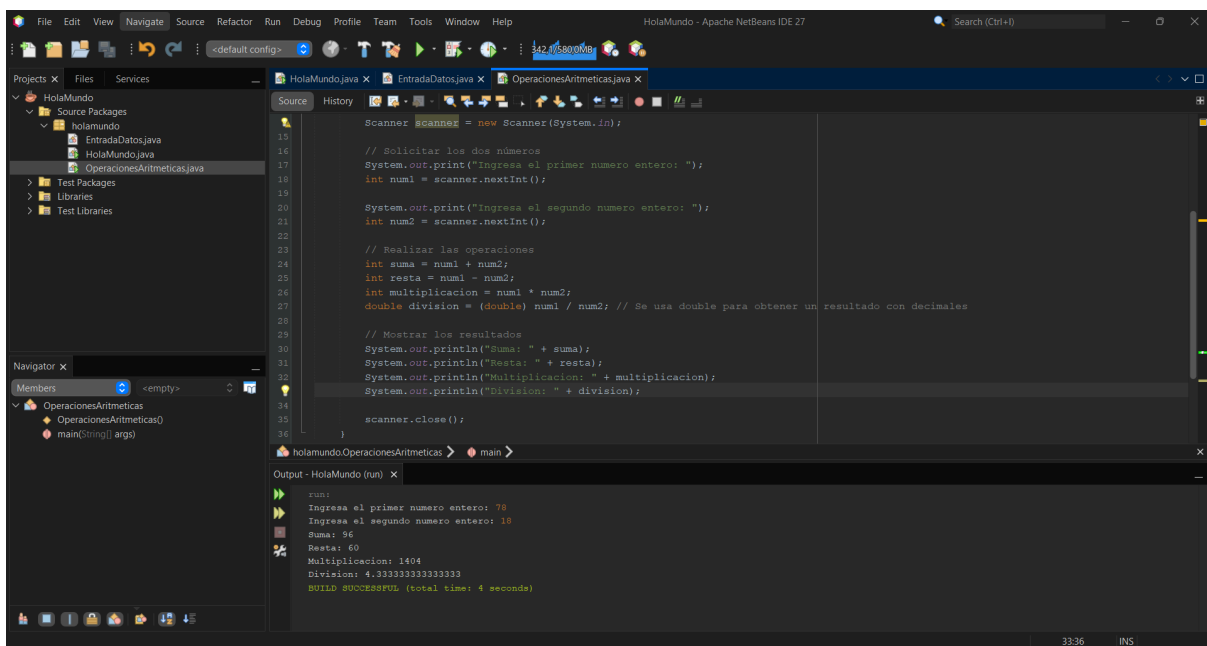 File Edit View Navigate Source Refactor Run Debug Profile Team Tools Window Help HolaMundo - Apache NetBeans IDE 27 Search (Ctrl+I)
<default config> 342.1/580.0MB
Projects Files Services
HolaMundo
Source Packages
holamundo
EntradaDatos.java
HolaMundo.java
OperacionesAritmeticas.java
Test Packages
Libraries
Test Libraries
Navigator
Members <empty>
OperacionesAritmeticas
OperacionesAritmeticas()
main(String[] args)
HolaMundo.java EntradaDatos.java OperacionesAritmeticas.java
Source History
Scanner scanner = new Scanner(System.in);
15
16 // Solicitar los dos números
17 System.out.print("Ingresa el primer numero entero: ");
18 int num1 = scanner.nextInt();
19
20 System.out.print("Ingresa el segundo numero entero: ");
21 int num2 = scanner.nextInt();
22
23 // Realizar las operaciones
24 int suma = num1 + num2;
25 int resta = num1 - num2;
26 int multiplicacion = num1 * num2;
27 double division = (double) num1 / num2; // Se usa double para obtener un resultado con decimales
28
29 // Mostrar los resultados
30 System.out.println("Suma: " + suma);
31 System.out.println("Resta: " + resta);
32 System.out.println("Multiplicacion: " + multiplicacion);
System.out.println("Division: " + division);
34
35 scanner.close();
36 }
holamundo.OperacionesAritmeticas main
Output - HolaMundo (run)
run:
Ingresa el primer numero entero: 78
Ingresa el segundo numero entero: 18
Suma: 96
Resta: 60
Multiplicacion: 1404
Division: 4.333333333333333
BUILD SUCCESSFUL (total time: 4 seconds)
33:36 INS